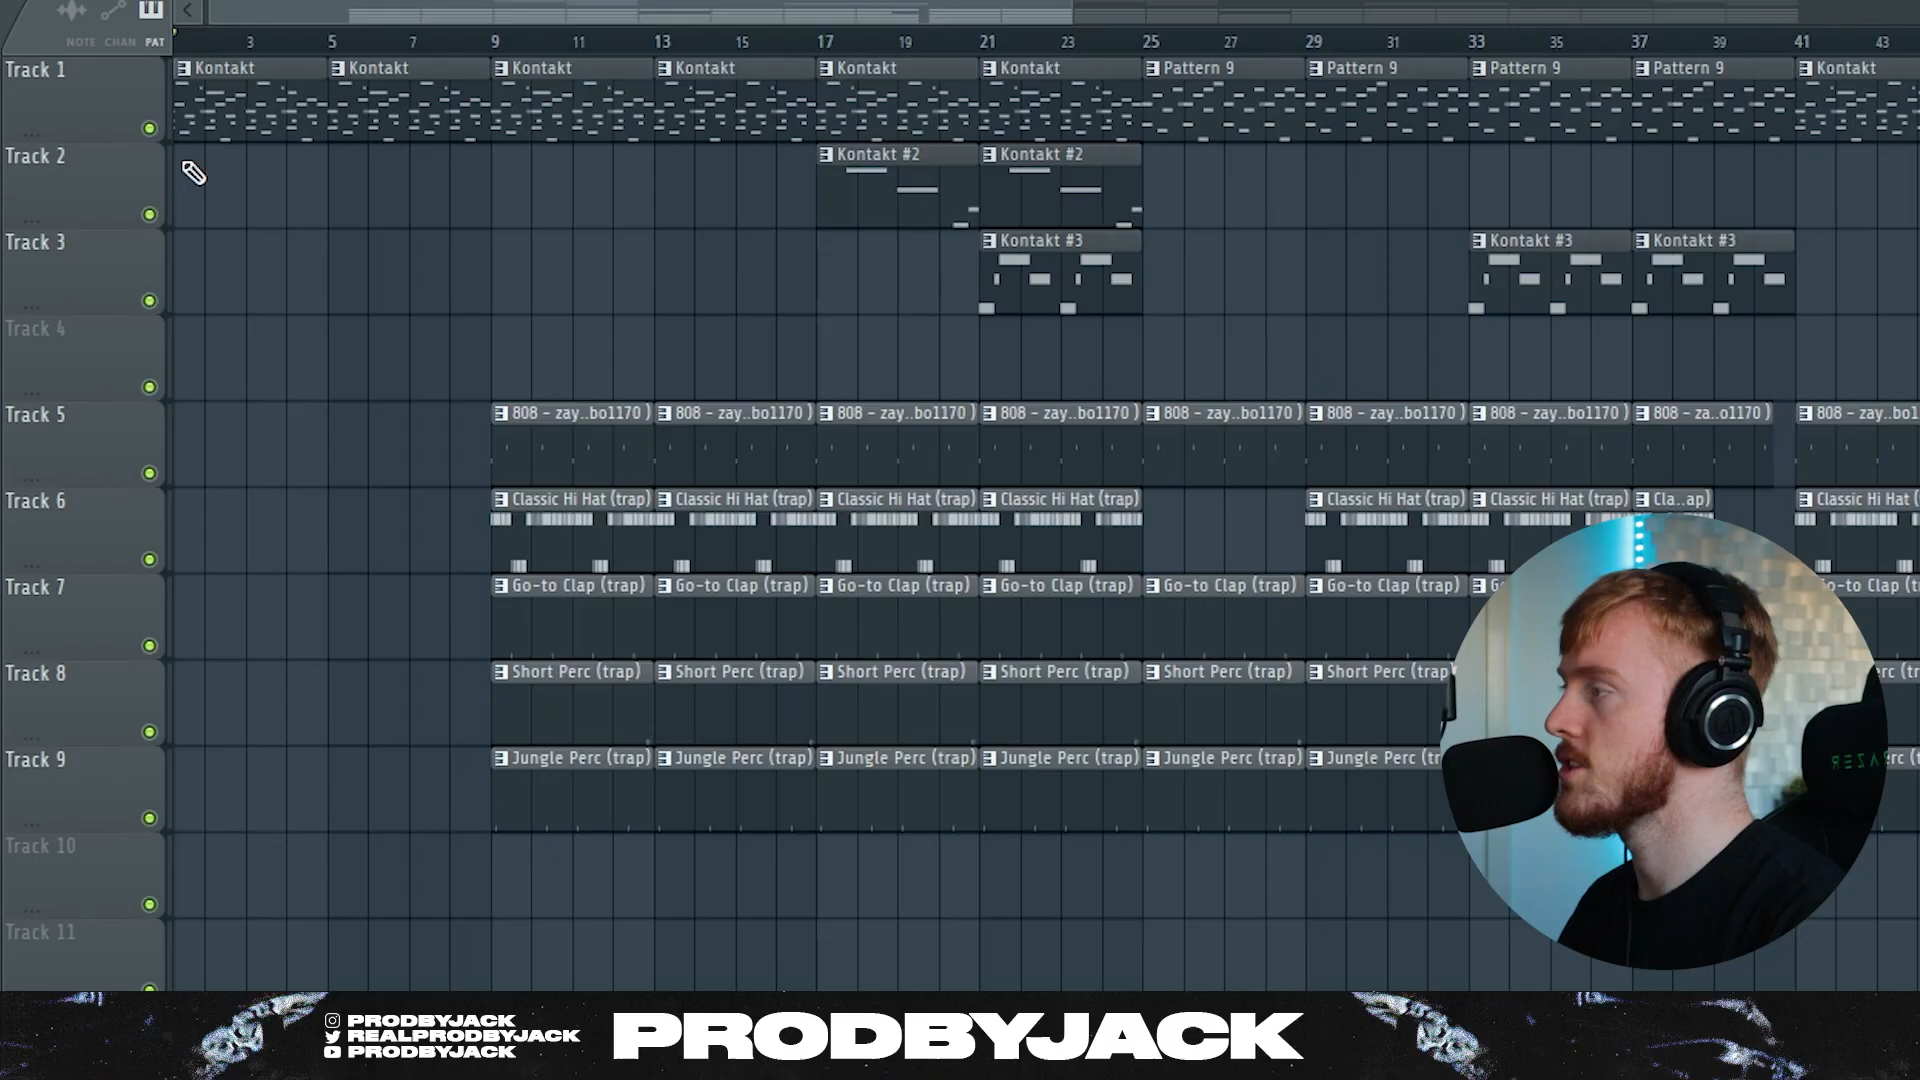 NOTE CHAN PAT
3 5 7 9 11 13 15 17 19 21 23 25 27 29 31 33 35 37 39 41 43
Track 1 Kontakt Kontakt Kontakt Kontakt Kontakt Kontakt Pattern 9 Pattern 9 Pattern 9 Pattern 9 Kontakt
Track 2 Kontakt #2 Kontakt #2
Track 3 Kontakt #3 Kontakt #3 Kontakt #3
Track 4
Track 5 808 - zay..bo1170 ) 808 - zay..bo1170 ) 808 - zay..bo1170 ) 808 - zay..bo1170 ) 808 - zay..bo1170 ) 808 - zay..bo1170 ) 808 - zay..bo1170 ) 808 - za..o1170 ) 808 - zay..bo1
Track 6 Classic Hi Hat (trap) Classic Hi Hat (trap) Classic Hi Hat (trap) Classic Hi Hat (trap) Classic Hi Hat (trap) Classic Hi Hat (trap) Cla..ap) Classic Hi Hat (
Track 7 Go-to Clap (trap) Go-to Clap (trap) Go-to Clap (trap) Go-to Clap (trap) Go-to Clap (trap) Go-to Clap (trap) Go o-to Clap (t
Track 8 Short Perc (trap) Short Perc (trap) Short Perc (trap) Short Perc (trap) Short Perc (trap) Short Perc (trap erc (tr
Track 9 Jungle Perc (trap) Jungle Perc (trap) Jungle Perc (trap) Jungle Perc (trap) Jungle Perc (trap) Jungle Perc (tr rc (t
Track 10
Track 11
PRODBYJACK
REALPRODBYJACK
PRODBYJACK
PRODBYJACK